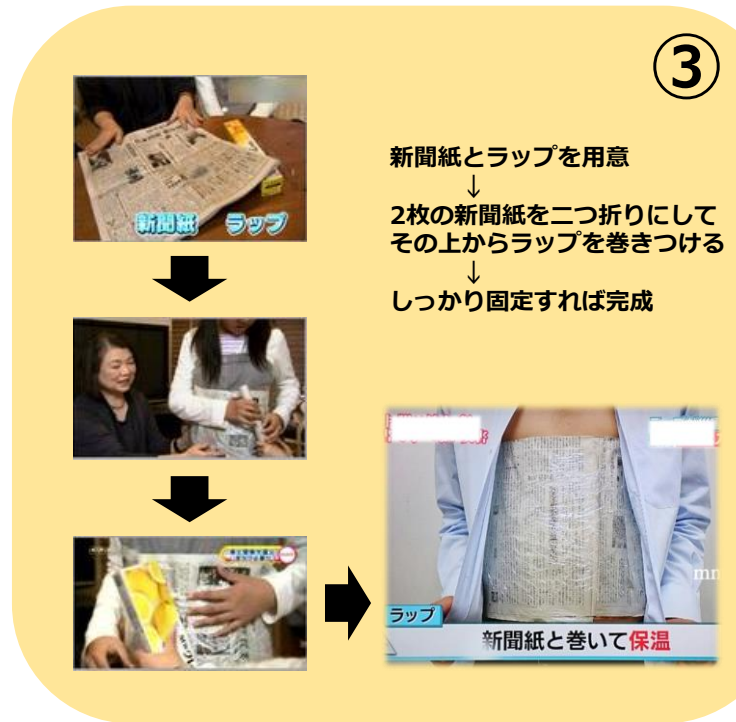 ③
新聞紙とラップを用意
↓
2枚の新聞紙を二つ折りにして
その上からラップを巻きつける
↓
しっかり固定すれば完成
新聞紙 ラップ
ラップ
新聞紙と巻いて保温